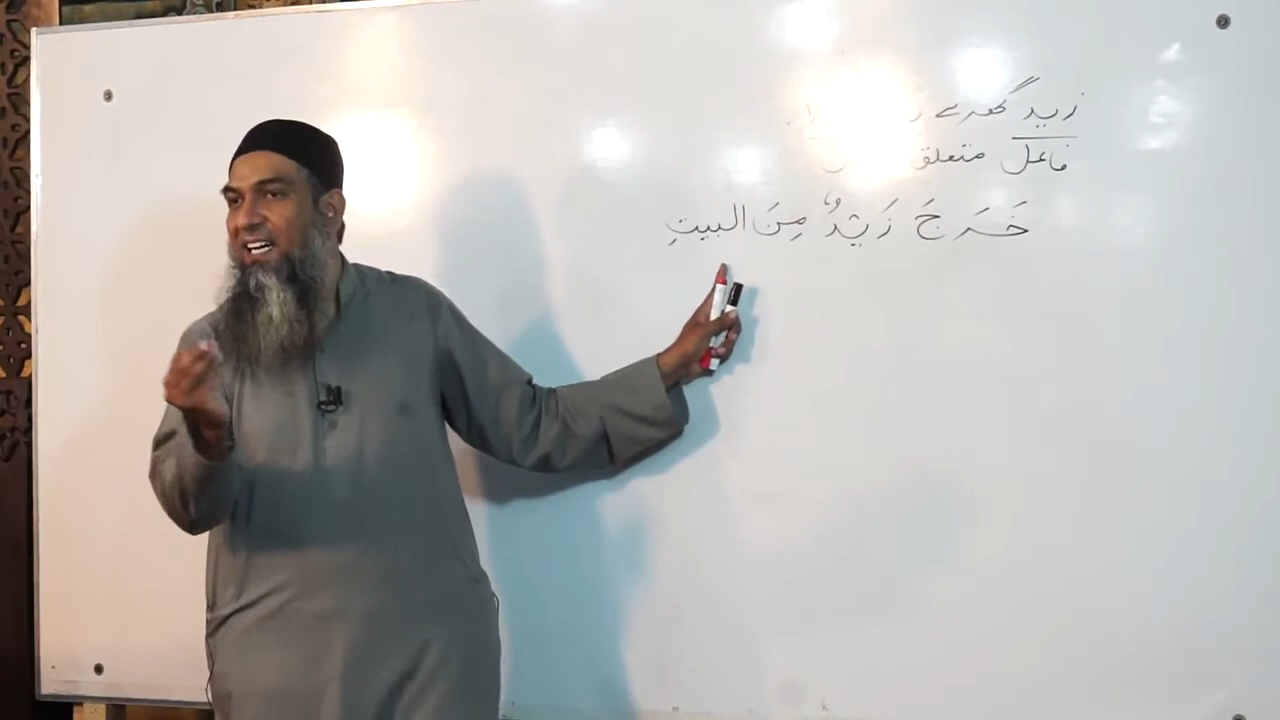 زید گھر سے
فاعل متعلق
خَرَجَ زَيْدٌ مِنَ البيتِ